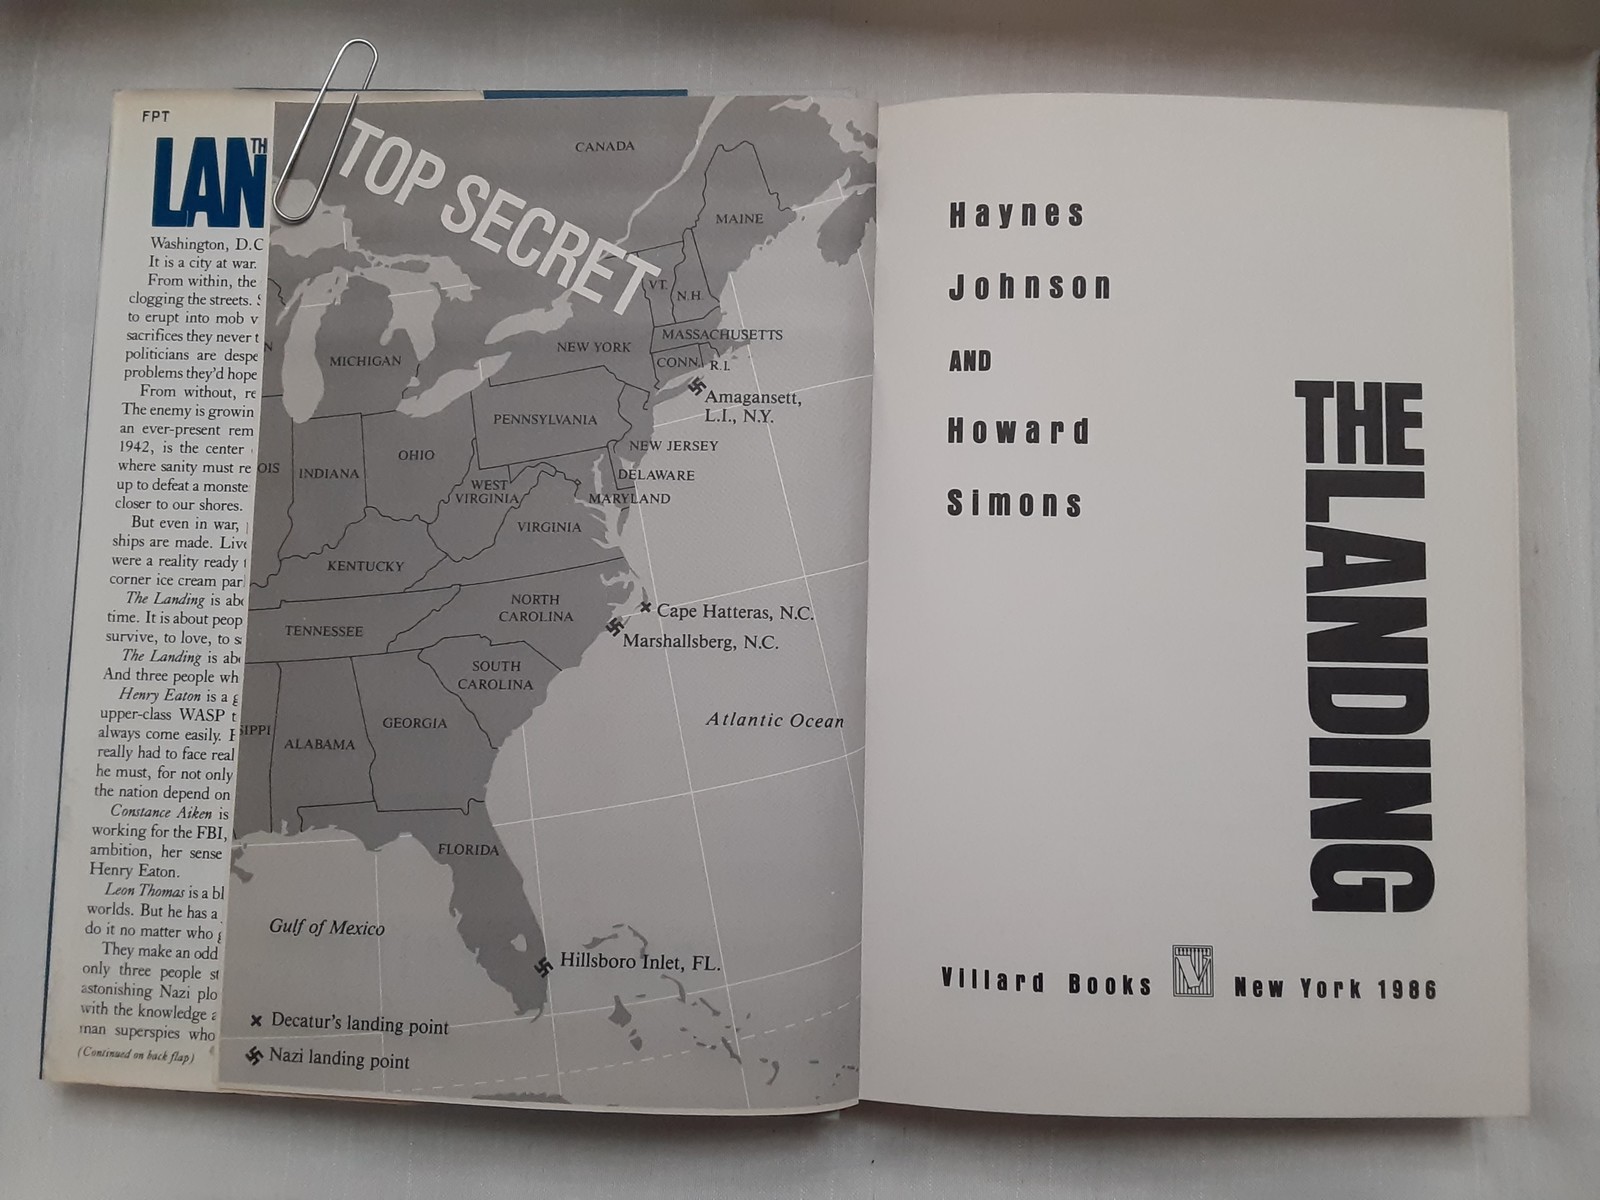 FPT
TH
LAN
Washington, D.C
It is a city at war.
From within, the
clogging the streets.
to erupt into mob v
sacrifices they never t
politicians are despe
problems they'd hope
From without, re
The enemy is growin
an ever-present rem
1942, is the center
where sanity must re
up to defeat a monste
closer to our shores.
But even in war,
ships are made. Live
were a reality ready t
corner ice cream par
The Landing is abo
time. It is about peop
survive, to love, to s
The Landing is abo
And three people wh
Henry Eaton is a g
upper-class WASP t
always come easily. H
really had to face real
he must, for not only
the nation depend on
Constance Aiken is
working for the FBI,
ambition, her sense
Henry Eaton.
Leon Thomas is a bl
worlds. But he has a
do it no matter who g
They make an odd
only three people st
astonishing Nazi plo
with the knowledge a
man superspies who
(Continued on back flap)
TOP SECRET
CANADA
MAINE
VT.
N.H.
MASSACHUSETTS
NEW YORK
CONN.
R.I.
N
MICHIGAN
Amagansett,
L.I., N.Y.
PENNSYLVANIA
NEW JERSEY
OHIO
OIS
INDIANA
DELAWARE
WEST
VIRGINIA
MARYLAND
VIRGINIA
KENTUCKY
NORTH
CAROLINA
Cape Hatteras, N.C.
TENNESSEE
Marshallsberg, N.C.
SOUTH
CAROLINA
Atlantic Ocean
SIPPI
ALABAMA
GEORGIA
FLORIDA
Gulf of Mexico
Hillsboro Inlet, FL.
Decatur's landing point
Nazi landing point
Haynes
Johnson
AND
Howard
Simons
THE
LANDING
Villard Books New York 1986